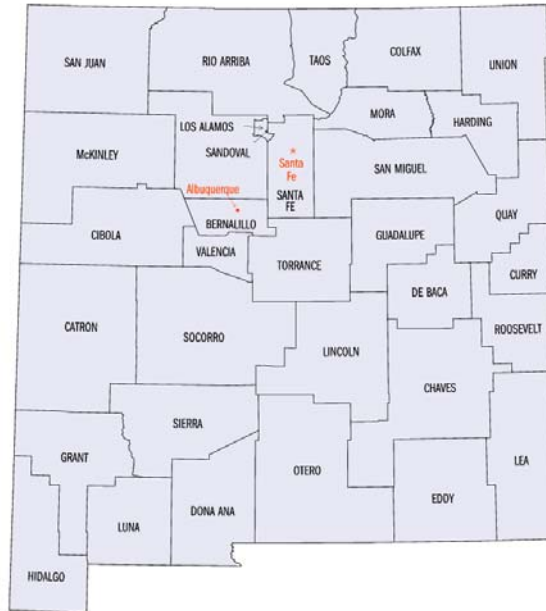 COLFAX
SAN JUAN
RIO ARRIBA
TAOS
UNION
MORA
HARDING
LOS ALAMOS
SANDOVAL
McKINLEY
Santa
Fe
SAN MIGUEL
Albuquerque
SANTA
FE
QUAY
BERNALILLO
CIBOLA
GUADALUPE
VALENCIA
TORRANCE
CURRY
DE BACA
CATRON
SOCORRO
ROOSEVELT
LINCOLN
CHAVES
SIERRA
GRANT
OTERO
LEA
EDDY
DONA ANA
LUNA
HIDALGO